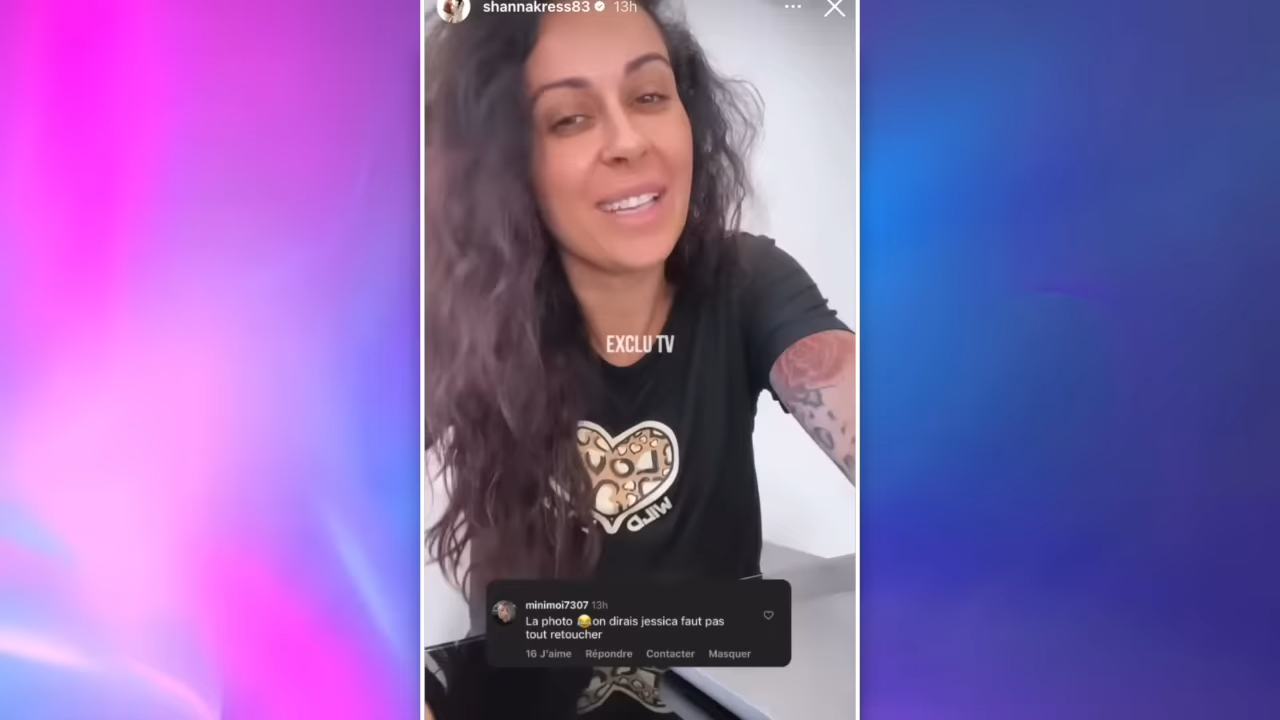 shannakress83 13h
EXCLU TV
LOVE
WILD
minimoi7307 13h
La photo 😂on dirais jessica faut pas
tout retoucher
16 J'aime Répondre Contacter Masquer